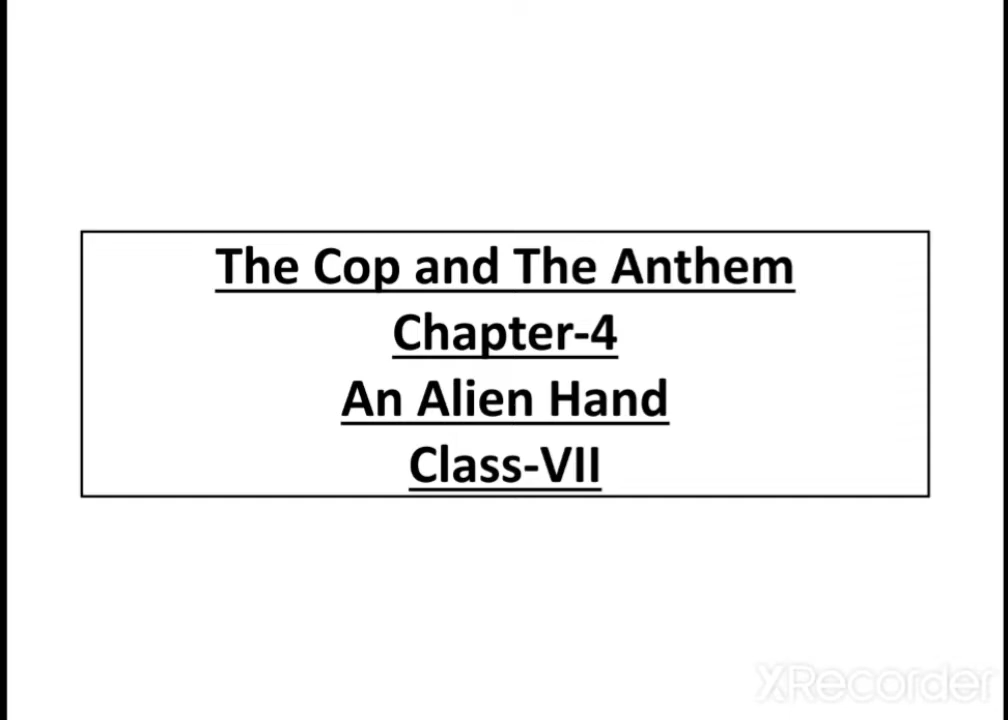 The Cop and The Anthem
Chapter-4
An Alien Hand
Class-VII
XRecorder